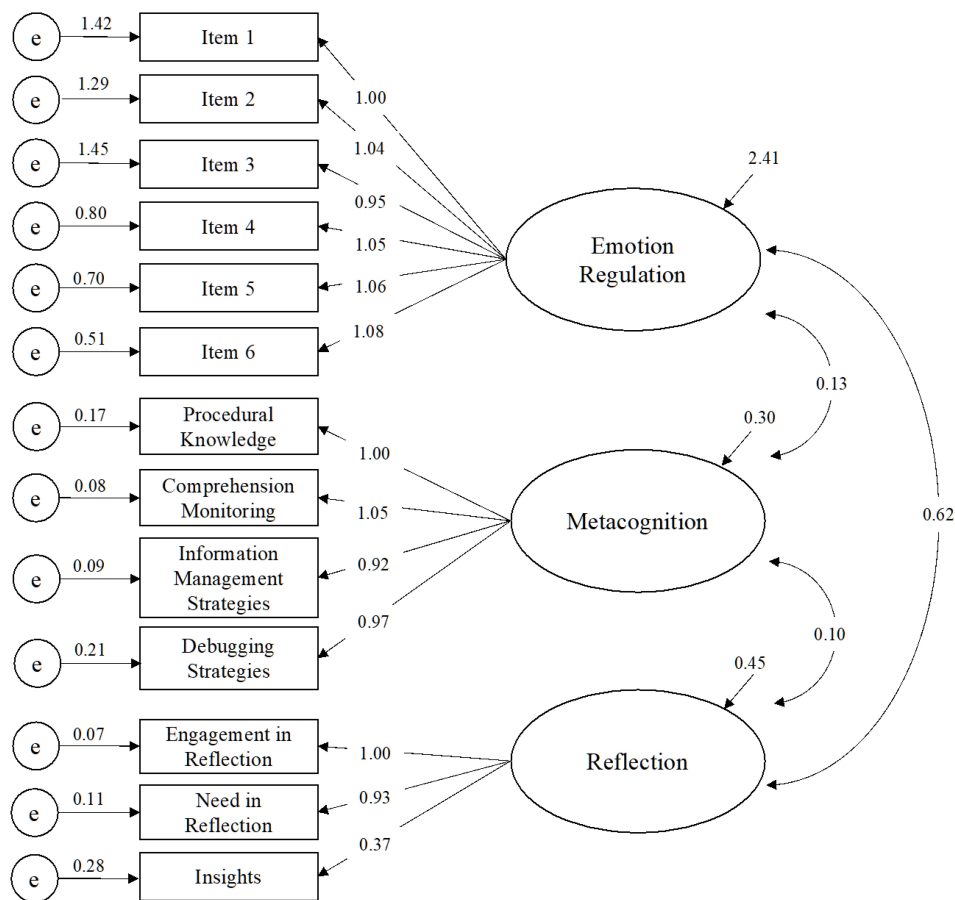 1.42
e
Item 1
1.00
1.29
e
Item 2
1.04
1.45
e
Item 3
0.95
0.80
e
Item 4
1.05
0.70
e
Item 5
1.06
0.51
e
Item 6
1.08
2.41
Emotion
Regulation
0.13
0.62
0.17
e
Procedural
Knowledge
1.00
0.08
e
Comprehension
Monitoring
1.05
0.09
e
Information
Management
Strategies
0.92
0.21
e
Debugging
Strategies
0.97
0.30
Metacognition
0.10
0.07
e
Engagement in
Reflection
1.00
0.11
e
Need in
Reflection
0.93
0.28
e
Insights
0.37
0.45
Reflection